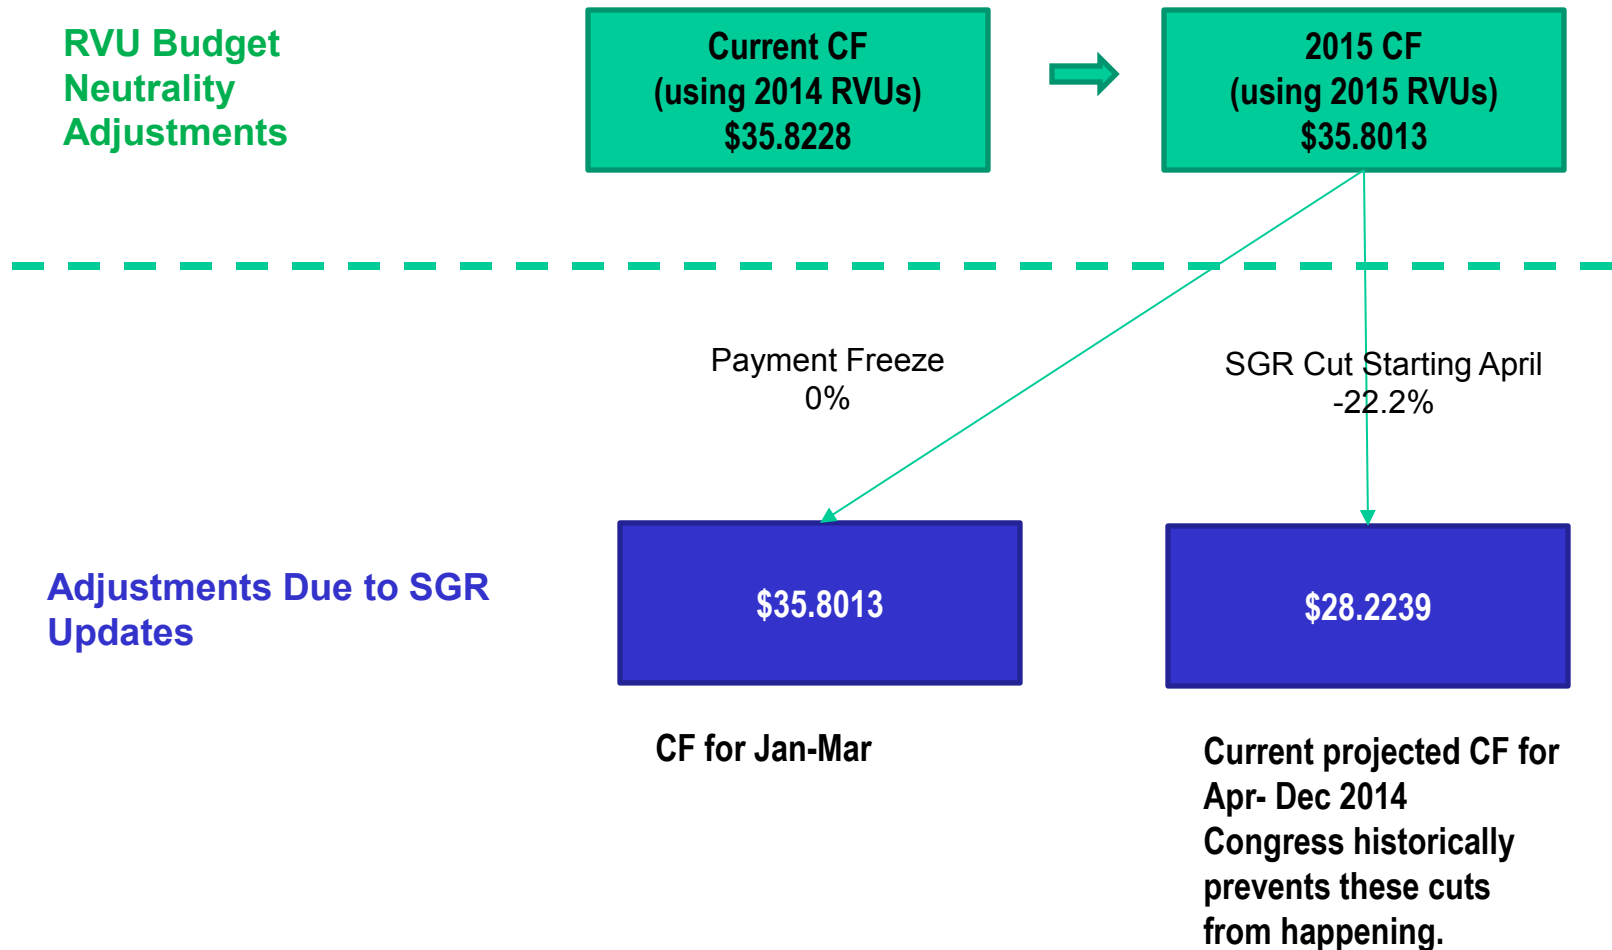 RVU Budget
Neutrality
Adjustments
Current CF
(using 2014 RVUs)
$35.8228
2015 CF
(using 2015 RVUs)
$35.8013
Payment Freeze
0%
SGR Cut Starting April
-22.2%
Adjustments Due to SGR
Updates
$35.8013
$28.2239
CF for Jan-Mar
Current projected CF for
Apr- Dec 2014
Congress historically
prevents these cuts
from happening.